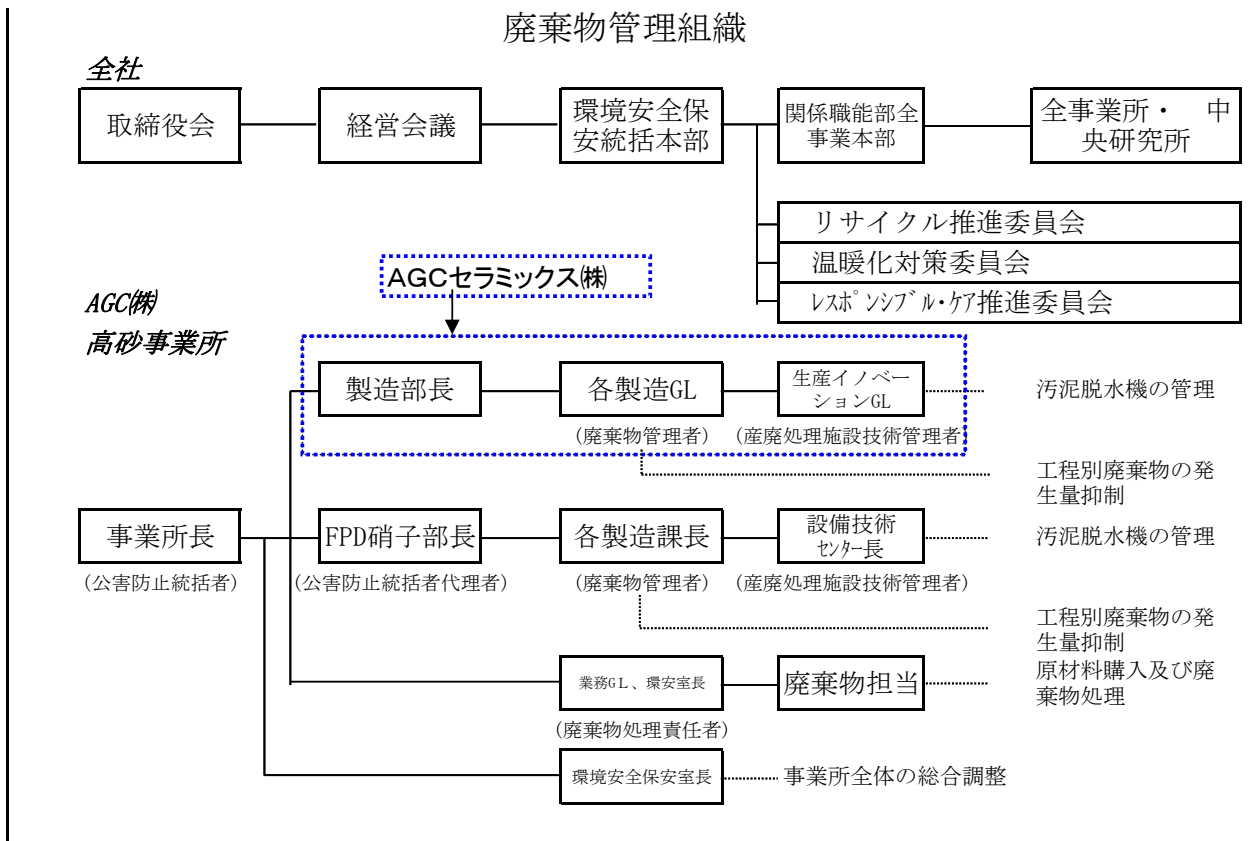 廃棄物管理組織
全社
取締役会
経営会議
環境安全保
安統括本部
関係職能部全
事業本部
全事業所・　中
央研究所
リサイクル推進委員会
温暖化対策委員会
ﾚｽﾎﾟﾝｼﾌﾞﾙ・ｹｱ推進委員会
AGCセラミックス㈱
AGC㈱
高砂事業所
製造部長
各製造GL
生産イノベー
ションGL
汚泥脱水機の管理
(廃棄物管理者)
(産廃処理施設技術管理者)
工程別廃棄物の発
生量抑制
事業所長
FPD硝子部長
各製造課長
設備技術
ｾﾝﾀｰ長
汚泥脱水機の管理
(公害防止統括者)
(公害防止統括者代理者)
(廃棄物管理者)
(産廃処理施設技術管理者)
工程別廃棄物の発
生量抑制
業務GL、環安室長
廃棄物担当
原材料購入及び廃
棄物処理
(廃棄物処理責任者)
環境安全保安室長
事業所全体の総合調整